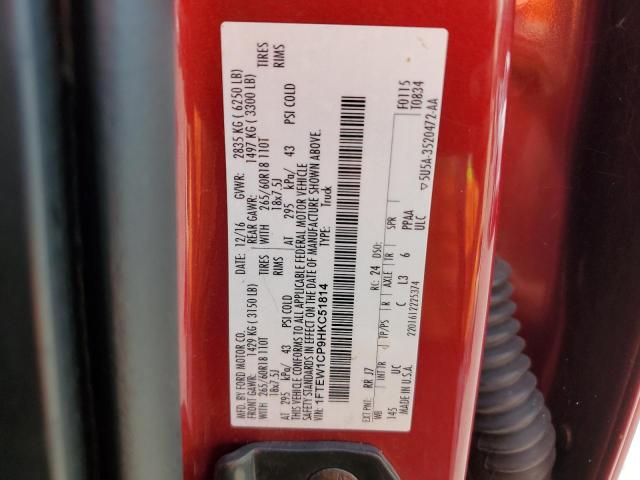 MFD. BY FORD MOTOR CO.
DATE: 12/16 GVWR: 2835 KG ( 6250 LB)
FRONT GAWR: 1429 KG ( 3150 LB) REAR GAWR: 1497 KG ( 3300 LB)
WITH 265/60R18 110T TIRES WITH 265/60R18 110T TIRES
18x7.5J RIMS 18x7.5J RIMS
AT 295 kPa/ 43 PSI COLD AT 295 kPa/ 43 PSI COLD
THIS VEHICLE CONFORMS TO ALL APPLICABLE FEDERAL MOTOR VEHICLE
SAFETY STANDARDS IN EFFECT ON THE DATE OF MANUFACTURE SHOWN ABOVE.
VIN: 1FTEW1CP9HKC51814 TYPE: Truck
F0115
T0834
EXT PNT: RR J7 RC: 24 DSO:
WB INT TR TP/PS R AXLE TR SPR
145 UC C L3 6 PPAA
2201612225374 ULC
MADE IN U.S.A. ▽5U5A-3520472-AA